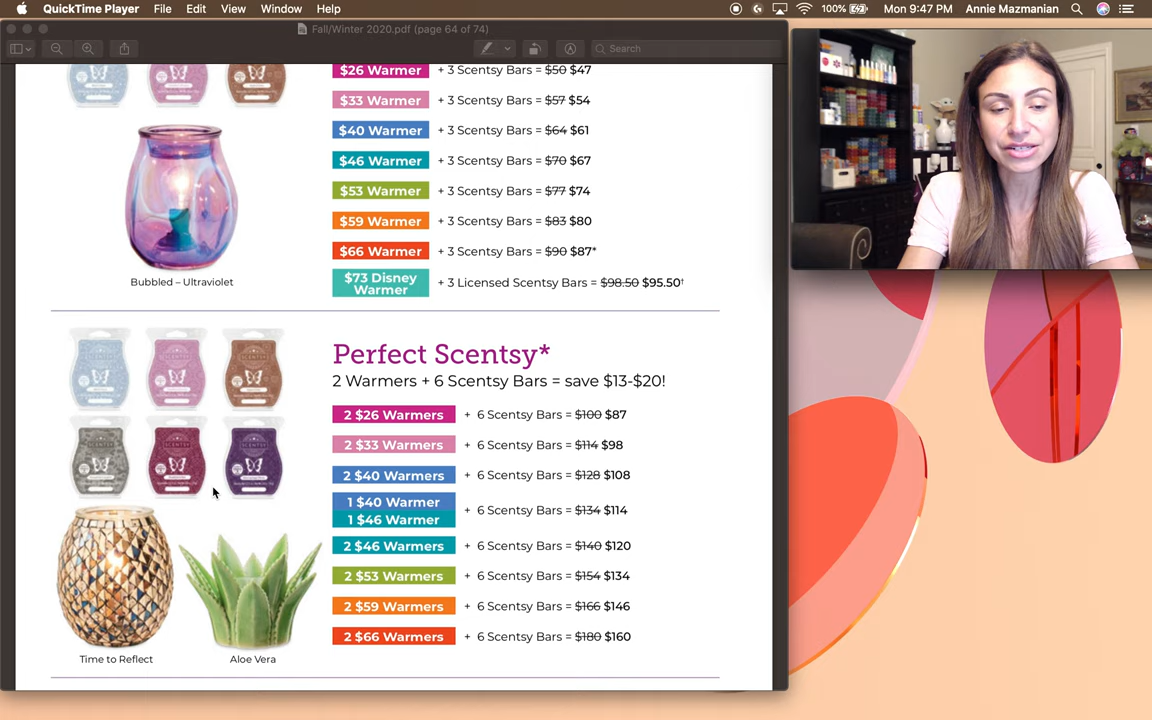 QuickTime Player File Edit View Window Help
100% Mon 9:47 PM Annie Mazmanian
Fall/Winter 2020.pdf (page 64 of 74)
Search
$26 Warmer + 3 Scentsy Bars = $50 $47
$33 Warmer + 3 Scentsy Bars = $57 $54
$40 Warmer + 3 Scentsy Bars = $64 $61
$46 Warmer + 3 Scentsy Bars = $70 $67
$53 Warmer + 3 Scentsy Bars = $77 $74
$59 Warmer + 3 Scentsy Bars = $83 $80
$66 Warmer + 3 Scentsy Bars = $90 $87*
$73 Disney
Warmer
+ 3 Licensed Scentsy Bars = $98.50 $95.50†
Bubbled – Ultraviolet
Perfect Scentsy*
2 Warmers + 6 Scentsy Bars = save $13-$20!
2 $26 Warmers + 6 Scentsy Bars = $100 $87
2 $33 Warmers + 6 Scentsy Bars = $114 $98
2 $40 Warmers + 6 Scentsy Bars = $128 $108
1 $40 Warmer
1 $46 Warmer
+ 6 Scentsy Bars = $134 $114
2 $46 Warmers + 6 Scentsy Bars = $140 $120
2 $53 Warmers + 6 Scentsy Bars = $154 $134
2 $59 Warmers + 6 Scentsy Bars = $166 $146
2 $66 Warmers + 6 Scentsy Bars = $180 $160
Time to Reflect
Aloe Vera